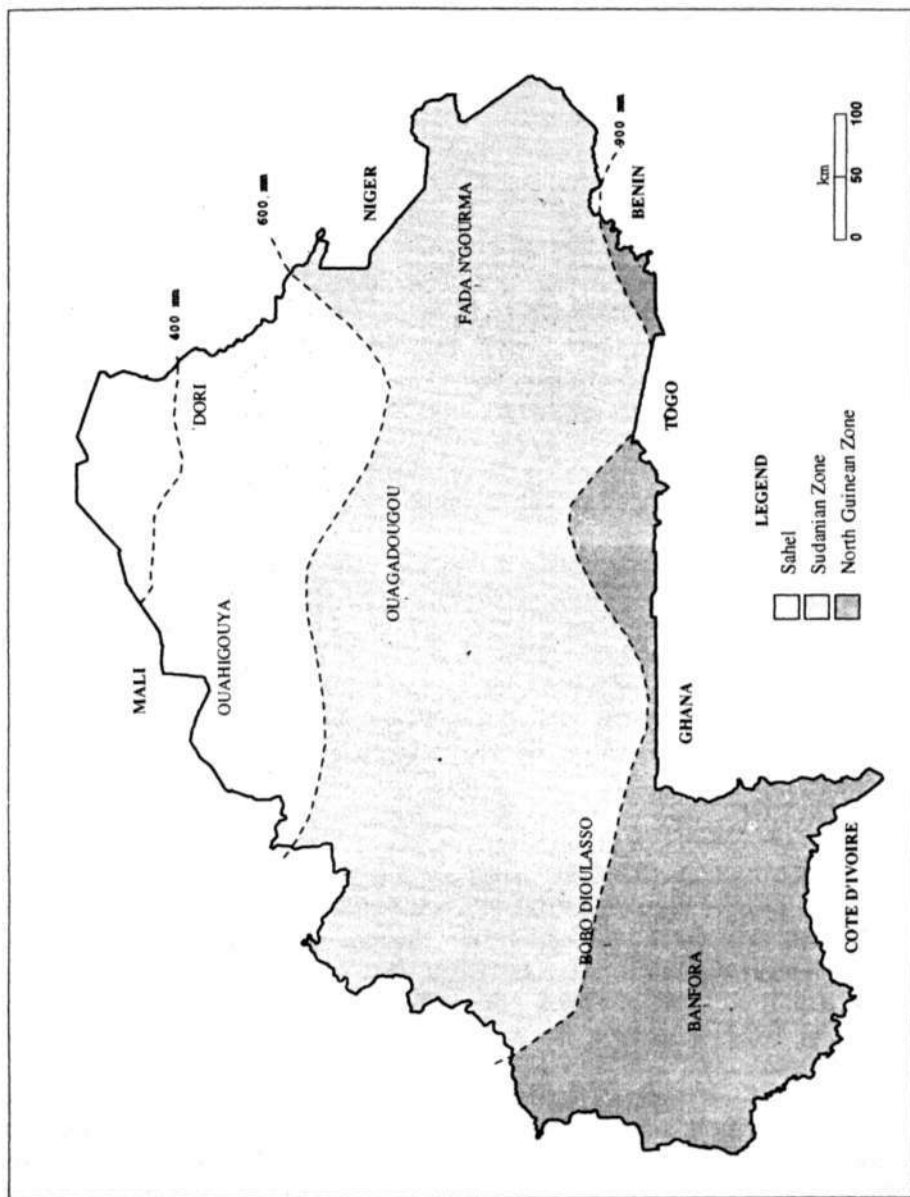 400 mm
600 mm
DORI
NIGER
MALI
OUAHIGOUYA
OUAGADOUGOU
FADA N'GOURMA
900 mm
BENIN
BOBO DIOULASSO
TOGO
GHANA
BANFORA
COTE D'IVOIRE
LEGEND
Sahel
Sudanian Zone
North Guinean Zone
km
0 50 100